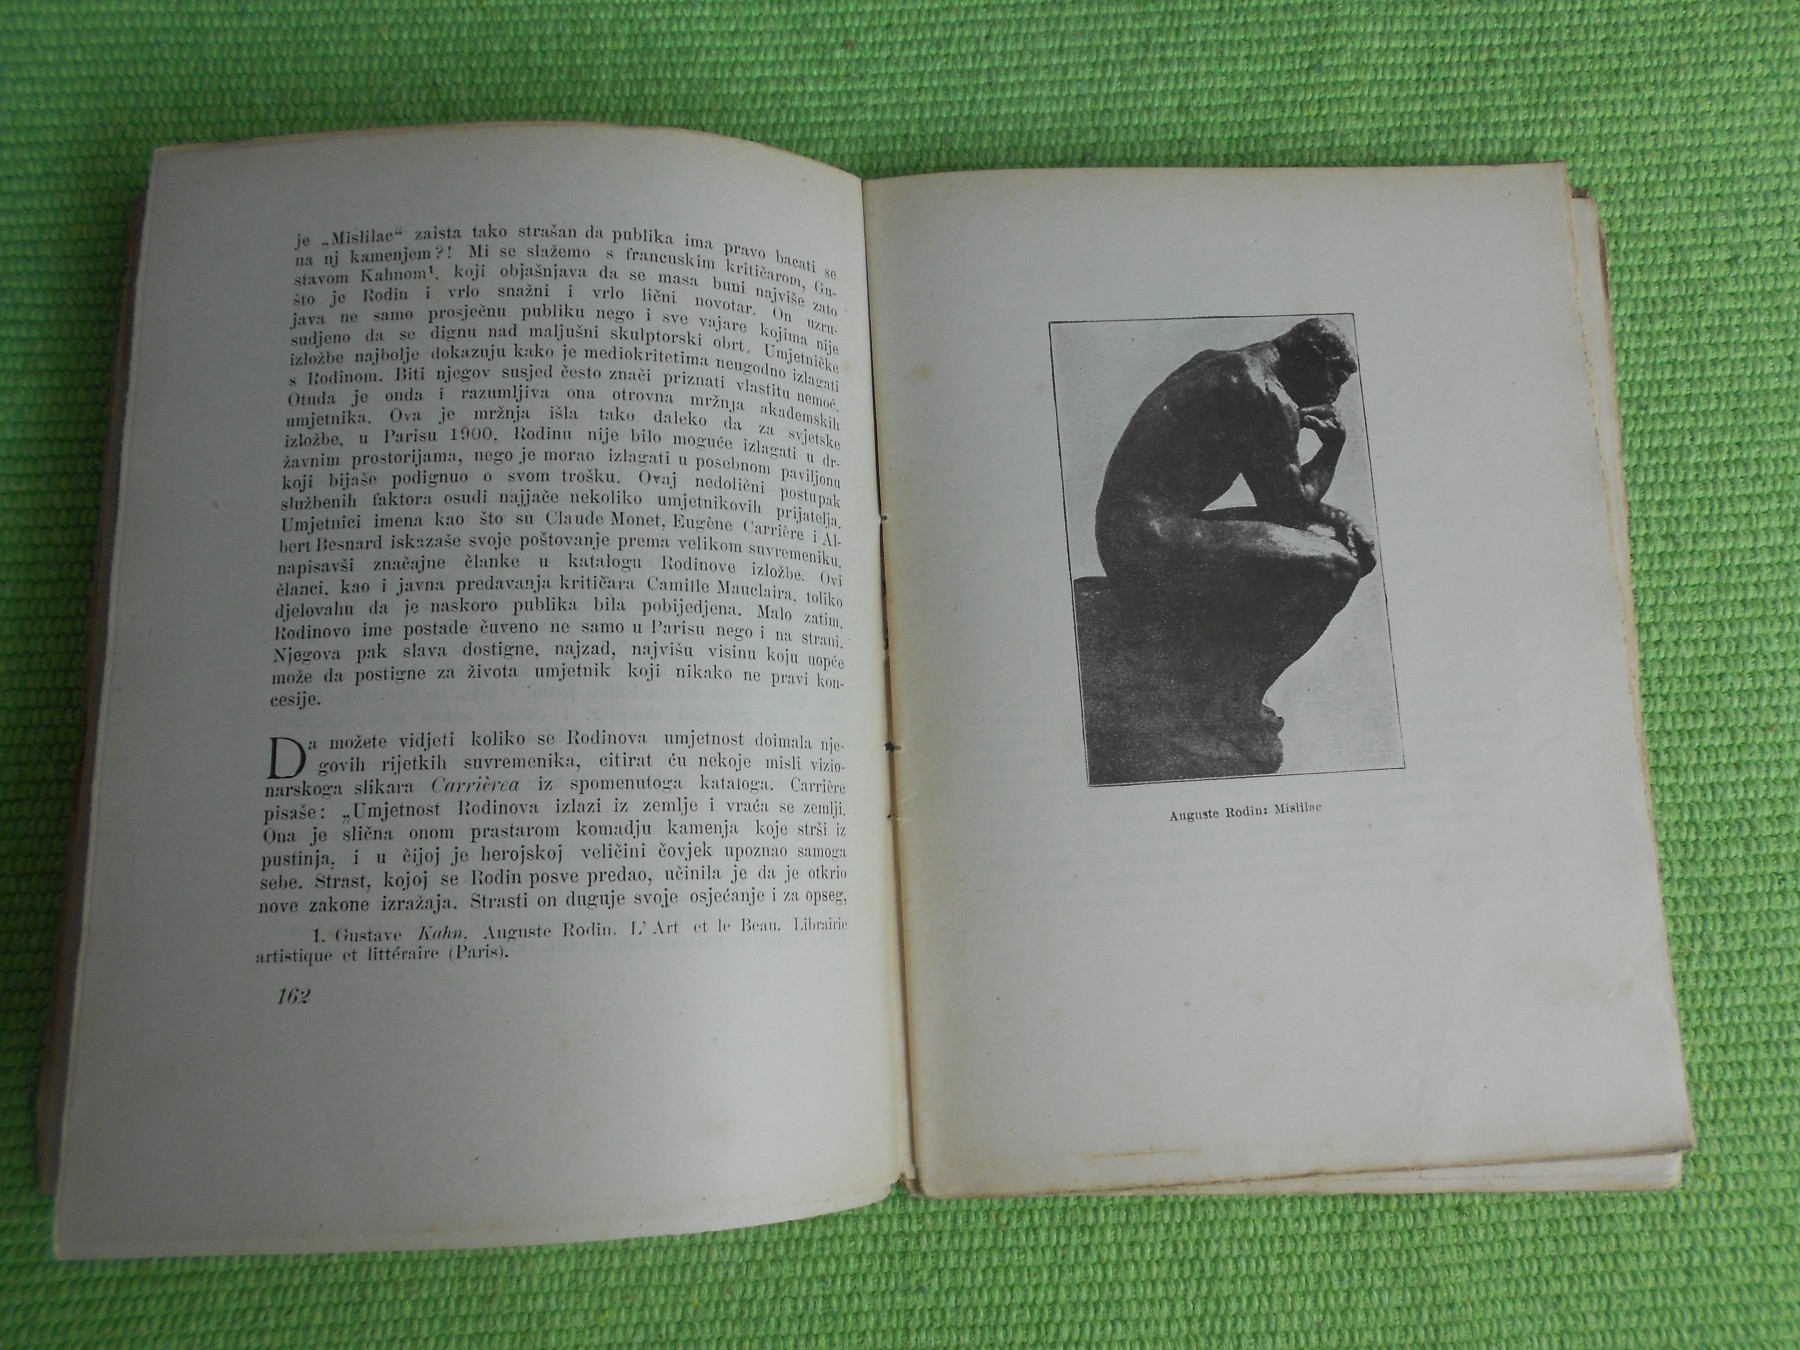 je „Mislilac“ zaista tako strašan da publika ima pravo bacati se
na nj kamenjem?! Mi se slažemo s francuskim kritičarom, Gu-
stavom Kahnom¹, koji objašnjava da se masa buni najviše zato
što je Rodin i vrlo snažni i vrlo lični novotar. On uzru-
java ne samo prosječnu publiku nego i sve vajare kojima nije
sudjeno da se dignu nad maljušni skulptorski obrt. Umjetničke
izložbe najbolje dokazuju kako je mediokritetima neugodno izlagati
s Rodinom. Biti njegov susjed često znači priznati vlastitu nemoć.
Otuda je onda i razumljiva ona otrovna mržnja akademskih
umjetnika. Ova je mržnja išla tako daleko da za svjetske
izložbe, u Parisu 1900, Rodinu nije bilo moguće izlagati u dr-
žavnim prostorijama, nego je morao izlagati u posebnom paviljonu
koji bijaše podignuo o svom trošku. Ovaj nedolični postupak
službenih faktora osudi najjače nekoliko umjetnikovih prijatelja.
Umjetnici imena kao što su Claude Monet, Eugène Carrière i Al-
bert Besnard iskazaše svoje poštovanje prema velikom suvremeniku,
napisavši značajne članke u katalogu Rodinove izložbe. Ovi
članci, kao i javna predavanja kritičara Camille Mauclaira, toliko
djelovahu da je naskoro publika bila pobijedjena. Malo zatim,
Rodinovo ime postade čuveno ne samo u Parisu nego i na strani.
Njegova pak slava dostigne, najzad, najvišu visinu koju uopće
može da postigne za života umjetnik koji nikako ne pravi kon-
cesije.
Da možete vidjeti koliko se Rodinova umjetnost doimala nje-
govih rijetkih suvremenika, citirat ću nekoje misli vizio-
narskoga slikara Carrièrea iz spomenutoga kataloga. Carrière
pisaše: „Umjetnost Rodinova izlazi iz zemlje i vraća se zemlji.
Ona je slična onom prastarom komadju kamenja koje strši iz
pustinja, i u čijoj je herojskoj veličini čovjek upoznao samoga
sebe. Strast, kojoj se Rodin posve predao, učinila je da je otkrio
nove zakone izražaja. Strasti on duguje svoje osjećanje i za opseg,
1. Gustave Kahn. Auguste Rodin. L' Art et le Beau. Librairie
artistique et littéraire (Paris).
162
Auguste Rodin: Mislilac